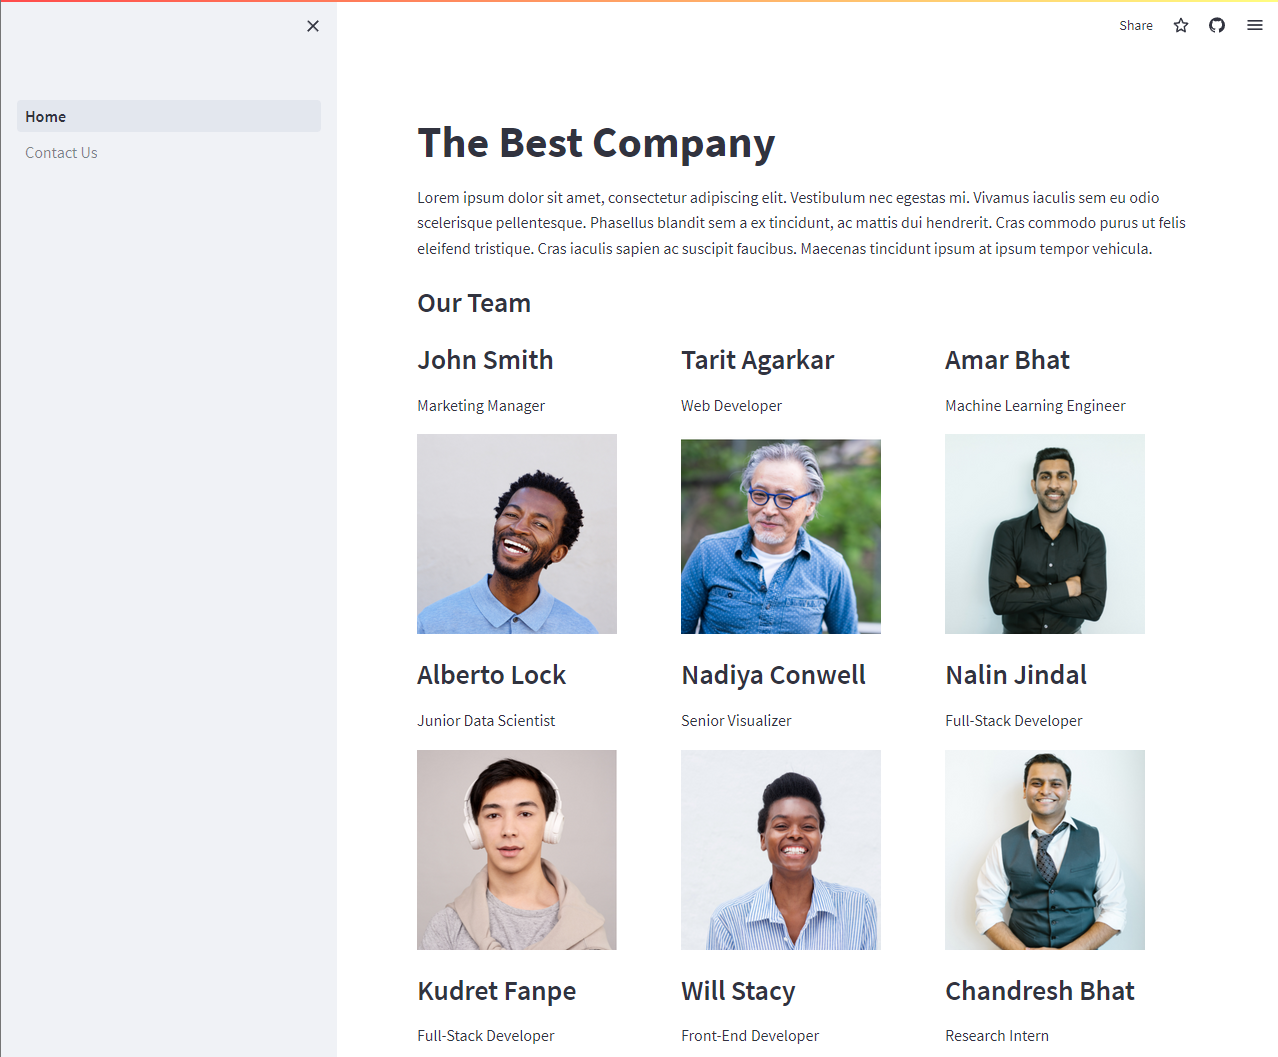 Share
Home
Contact Us
The Best Company
Lorem ipsum dolor sit amet, consectetur adipiscing elit. Vestibulum nec egestas mi. Vivamus iaculis sem eu odio
scelerisque pellentesque. Phasellus blandit sem a ex tincidunt, ac mattis dui hendrerit. Cras commodo purus ut felis
eleifend tristique. Cras iaculis sapien ac suscipit faucibus. Maecenas tincidunt ipsum at ipsum tempor vehicula.
Our Team
John Smith
Marketing Manager
Tarit Agarkar
Web Developer
Amar Bhat
Machine Learning Engineer
Alberto Lock
Junior Data Scientist
Nadiya Conwell
Senior Visualizer
Nalin Jindal
Full-Stack Developer
Kudret Fanpe
Full-Stack Developer
Will Stacy
Front-End Developer
Chandresh Bhat
Research Intern